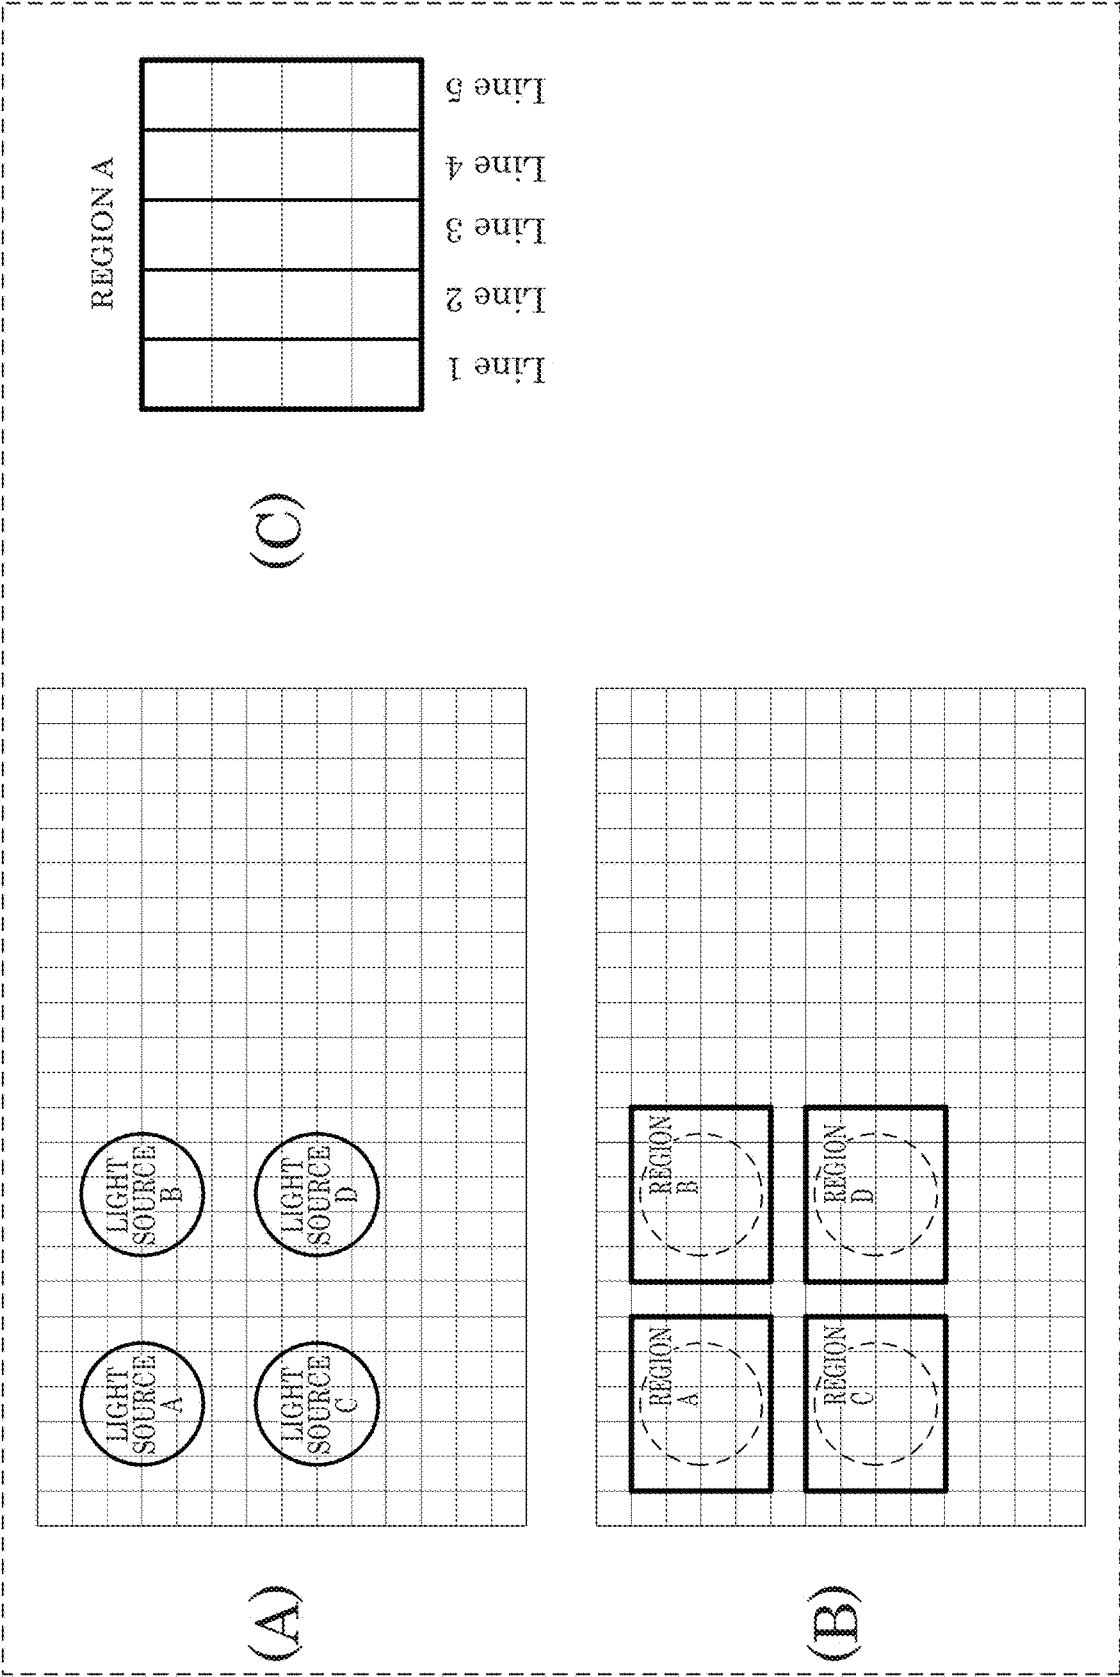 (A)
LIGHT
SOURCE
A
LIGHT
SOURCE
B
LIGHT
SOURCE
C
LIGHT
SOURCE
D
(B)
REGION
A
REGION
B
REGION
C
REGION
D
(C)
REGION A
Line 1
Line 2
Line 3
Line 4
Line 5